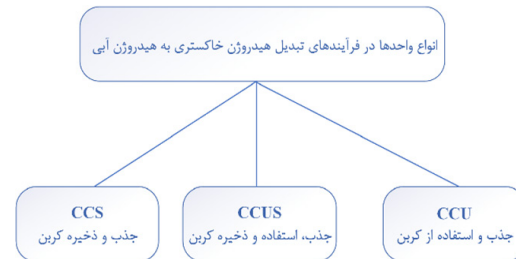 انواع واحدها در فرآیندهای تبدیل هیدروژن خاکستری به هیدروژن آبی
CCU
جذب و استفاده از کربن
CCUS
جذب، استفاده و ذخیره کربن
CCS
جذب و ذخیره کربن